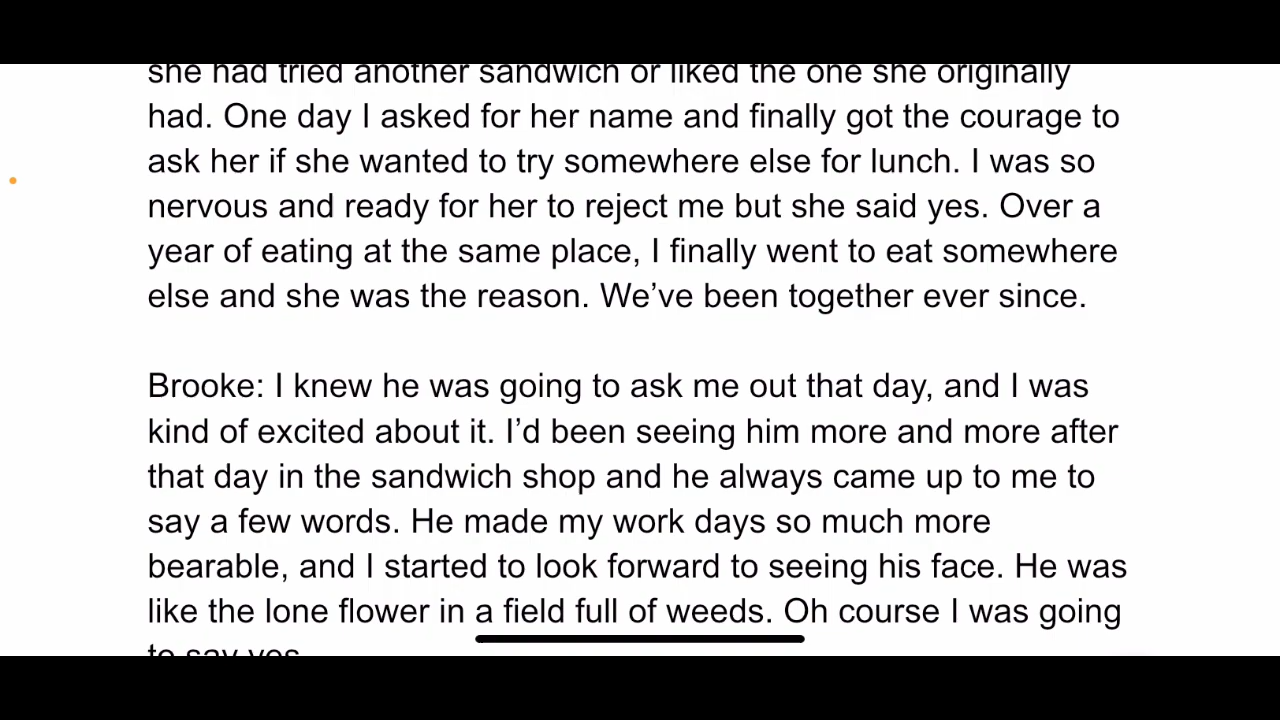 she had tried another sandwich or liked the one she originally
had. One day I asked for her name and finally got the courage to
ask her if she wanted to try somewhere else for lunch. I was so
nervous and ready for her to reject me but she said yes. Over a
year of eating at the same place, I finally went to eat somewhere
else and she was the reason. We’ve been together ever since.
Brooke: I knew he was going to ask me out that day, and I was
kind of excited about it. I’d been seeing him more and more after
that day in the sandwich shop and he always came up to me to
say a few words. He made my work days so much more
bearable, and I started to look forward to seeing his face. He was
like the lone flower in a field full of weeds. Oh course I was going
to say yes.